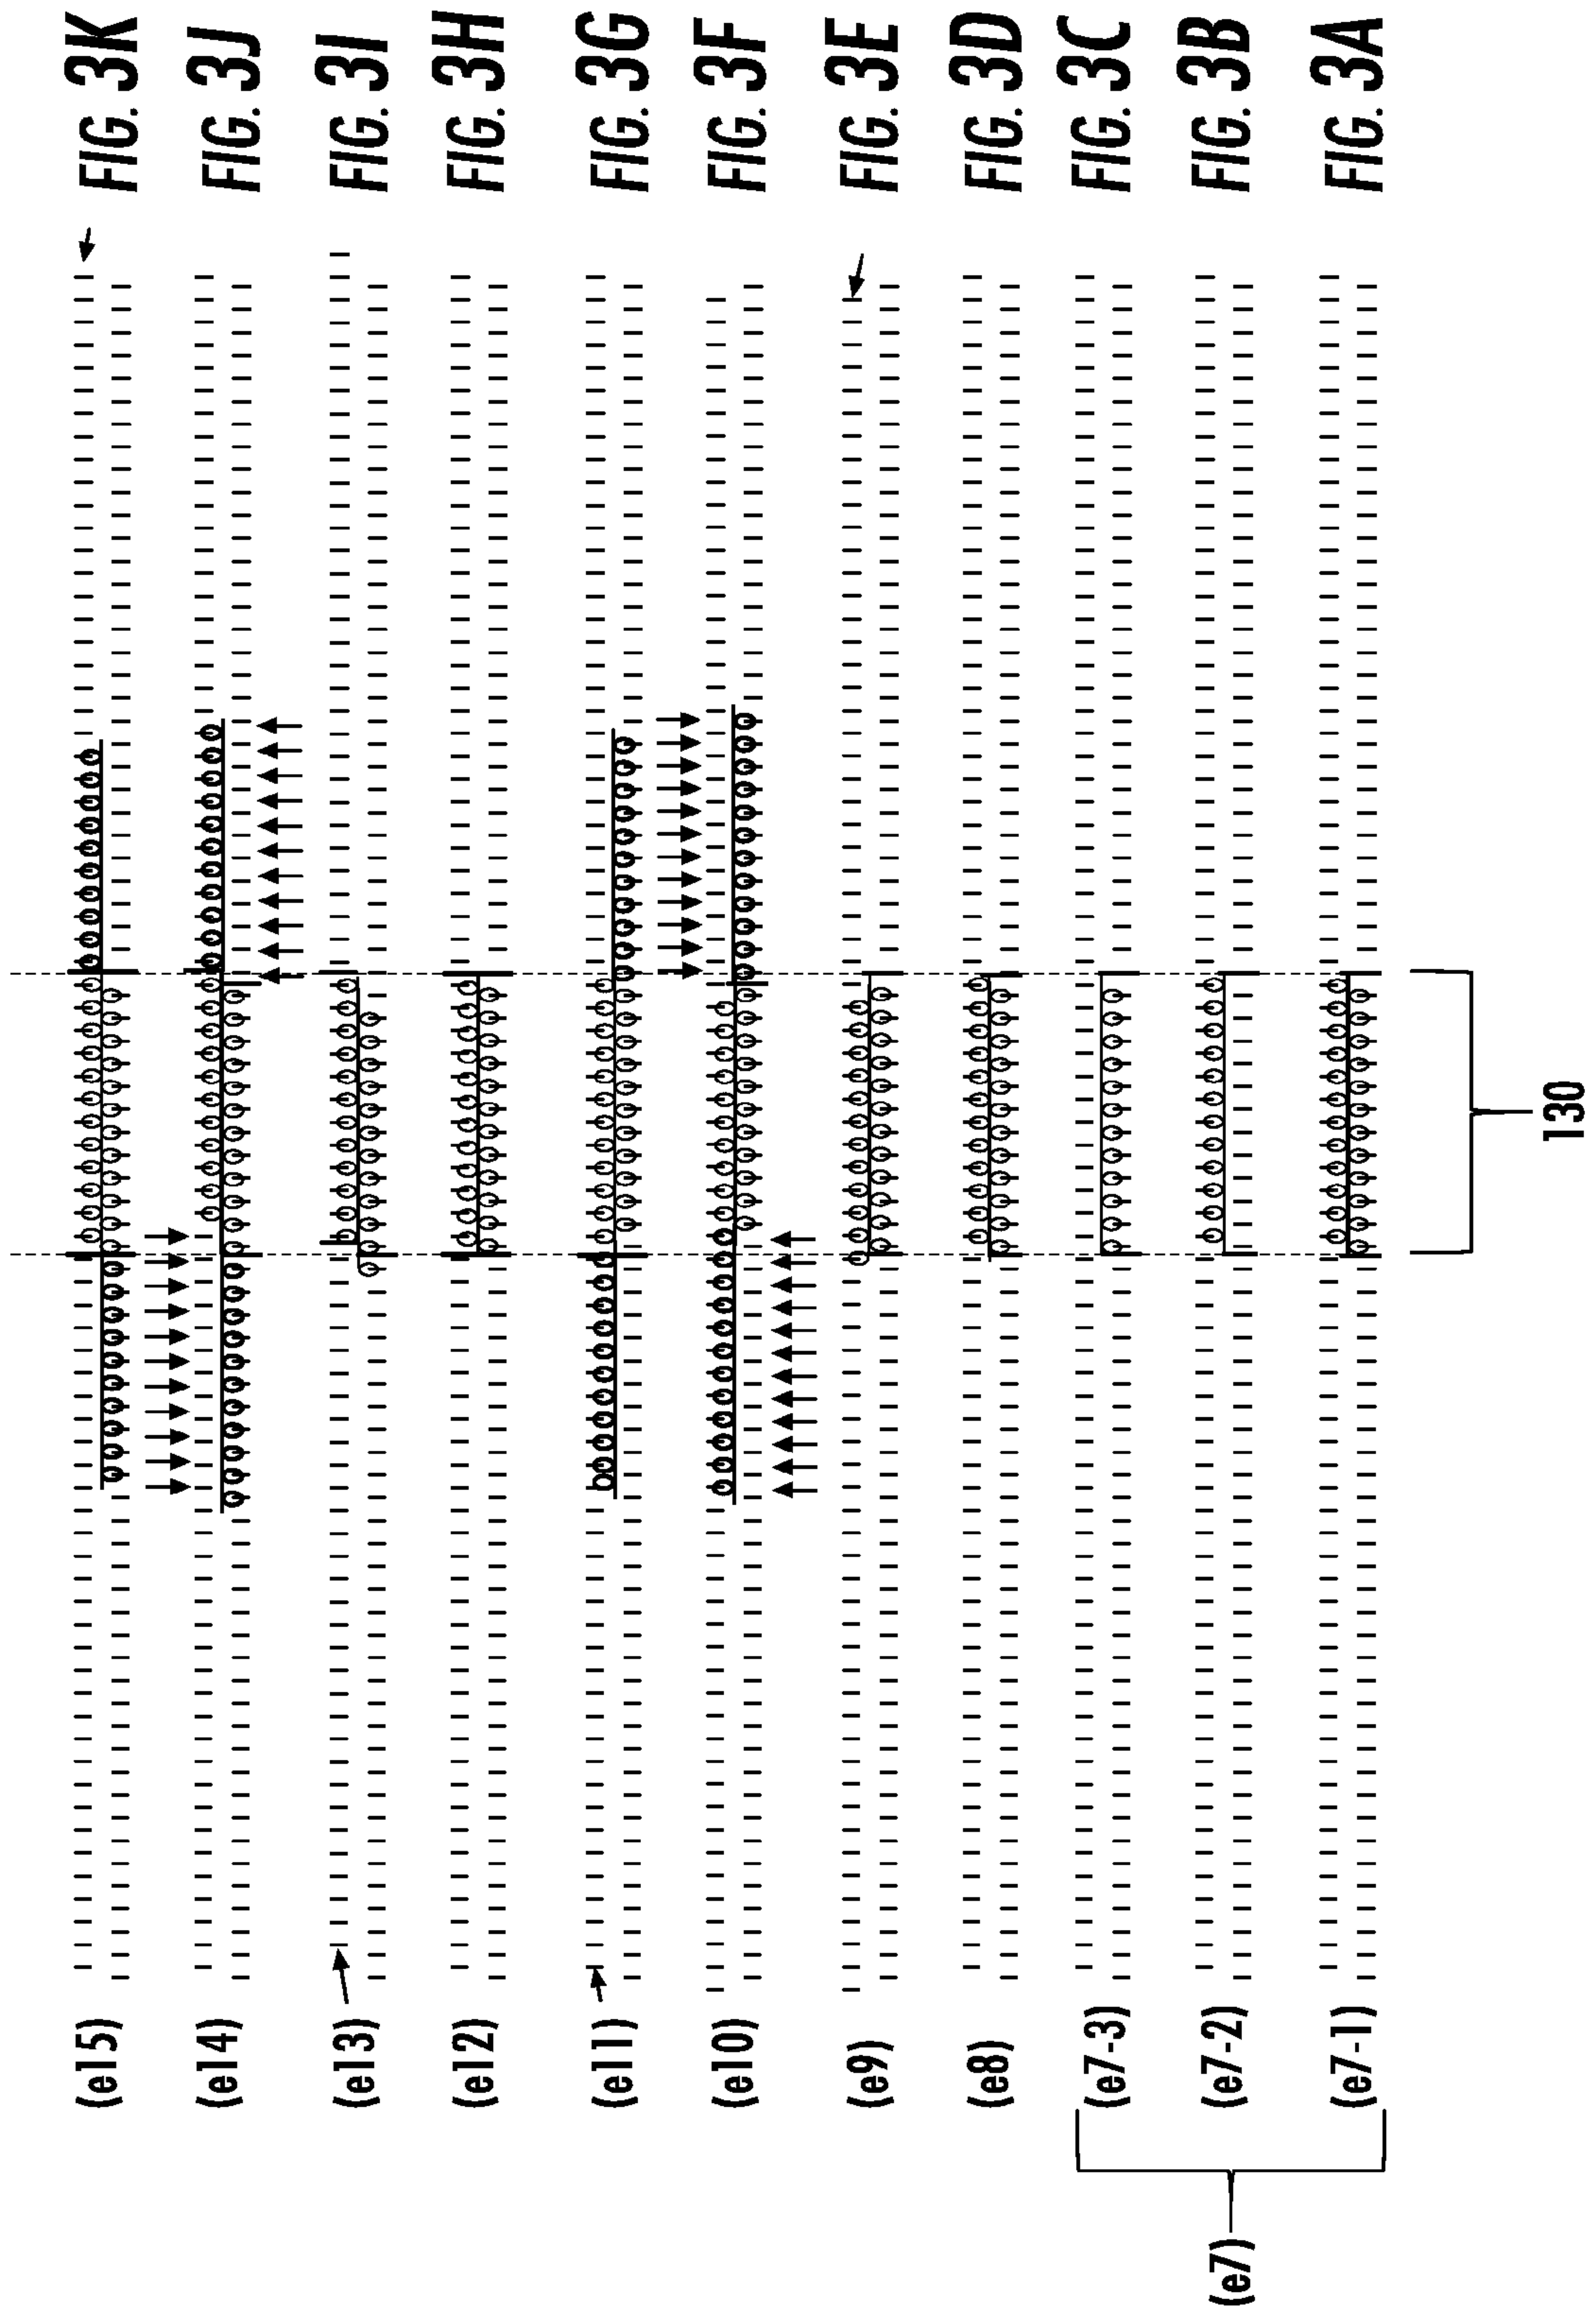 (e15) FIG. 3K
(e14) FIG. 3J
(e13) FIG. 3I
(e12) FIG. 3H
(e11) FIG. 3G
(e10) FIG. 3F
(e9) FIG. 3E
(e8) FIG. 3D
(e7-3) FIG. 3C
(e7) (e7-2) FIG. 3B
(e7-1) FIG. 3A
130